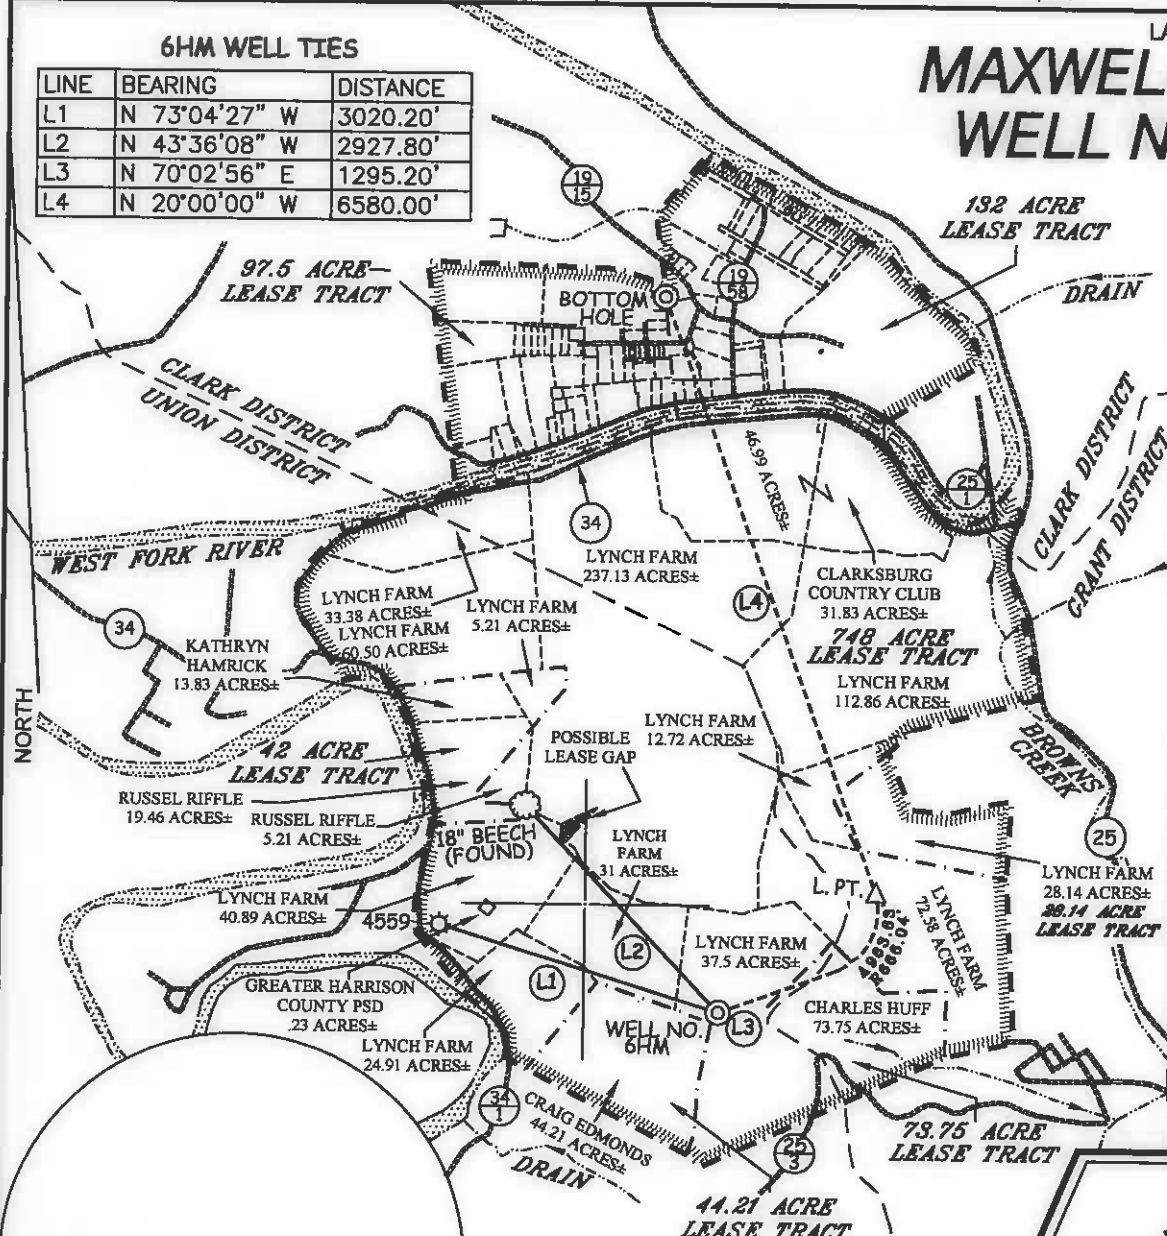 LA
MAXWEL
WELL N
6HM WELL TIES
LINE BEARING DISTANCE
L1 N 73°04'27" W 3020.20'
L2 N 43°36'08" W 2927.80'
L3 N 70°02'56" E 1295.20'
L4 N 20°00'00" W 6580.00'
19
15
132 ACRE
LEASE TRACT
97.5 ACRE
LEASE TRACT
19
58
BOTTOM
HOLE
DRAIN
CLARK DISTRICT
UNION DISTRICT
CLARK DISTRICT
GRANT DISTRICT
46.99 ACRES±
25
1
34
WEST FORK RIVER
LYNCH FARM
237.13 ACRES±
CLARKSBURG
COUNTRY CLUB
31.83 ACRES±
LYNCH FARM
33.38 ACRES±
LYNCH FARM
5.21 ACRES±
L4
34
LYNCH FARM
60.50 ACRES±
748 ACRE
LEASE TRACT
KATHRYN
HAMRICK
13.83 ACRES±
LYNCH FARM
112.86 ACRES±
NORTH
LYNCH FARM
12.72 ACRES±
POSSIBLE
LEASE GAP
BROWNS
CREEK
42 ACRE
LEASE TRACT
RUSSEL RIFFLE
19.46 ACRES±
RUSSEL RIFFLE
5.21 ACRES±
18" BEECH
(FOUND)
LYNCH
FARM
31 ACRES±
25
LYNCH FARM
28.14 ACRES±
28.14 ACRE
LEASE TRACT
L. PT.
LYNCH FARM
40.89 ACRES±
4559
LYNCH FARM
72.58 ACRES±
LYNCH FARM
37.5 ACRES±
L2
L1
R666.04'
GREATER HARRISON
COUNTY PSD
.23 ACRES±
WELL NO.
6HM
L3
CHARLES HUFF
73.75 ACRES±
LYNCH FARM
24.91 ACRES±
34
1
CRAIG EDMONDS
44.21 ACRES±
DRAIN
25
3
73.75 ACRE
LEASE TRACT
44.21 ACRE
LEASE TRACT